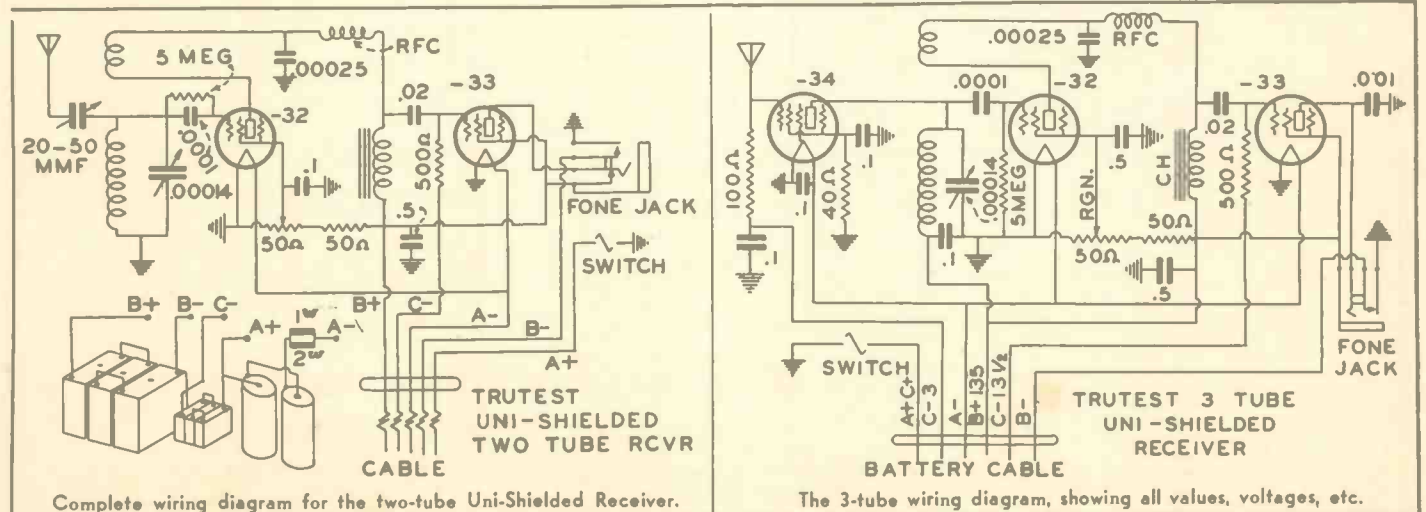 5 MEG
RFC
.00025
-32
-33
.02
20-50
MMF
.0001
.00014
.1
500Ω
.5
50Ω
50Ω
FONE JACK
SWITCH
B+
B-
C-
A+
1ω
2ω
A-
B+
C-
A-
B-
A+
TRUTEST
UNI-SHIELDED
TWO TUBE RCVR
CABLE
Complete wiring diagram for the two-tube Uni-Shielded Receiver.
.00025
RFC
-34
.0001
-32
-33
.001
.02
100Ω
.1
.1
40Ω
.1
.00014
5MEG
.5
RGN.
CH
500Ω
50Ω
50Ω
.1
.5
SWITCH
FONE
JACK
A+C+
C-3
A-
B+135
C-13½
B-
TRUTEST 3 TUBE
UNI-SHIELDED
RECEIVER
BATTERY CABLE
The 3-tube wiring diagram, showing all values, voltages, etc.